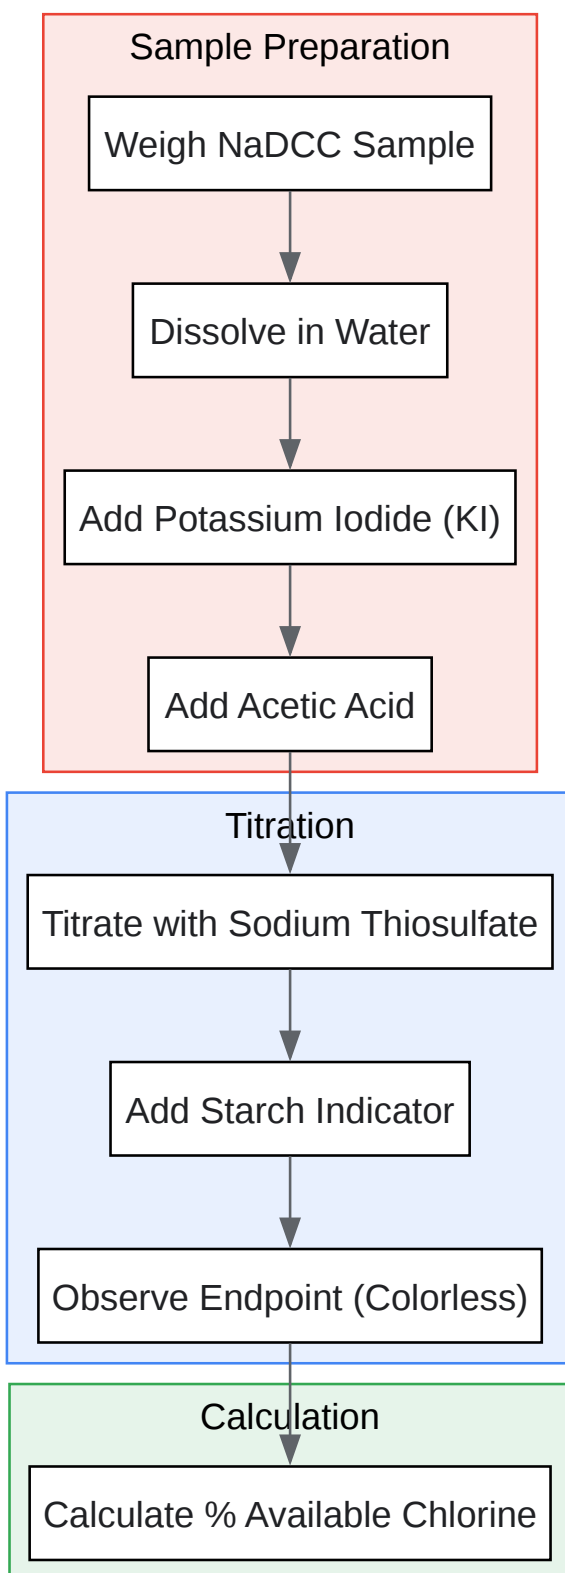 Sample Preparation
Weigh NaDCC Sample
Dissolve in Water
Add Potassium Iodide (KI)
Add Acetic Acid
Titration
Titrate with Sodium Thiosulfate
Add Starch Indicator
Observe Endpoint (Colorless)
Calculation
Calculate % Available Chlorine